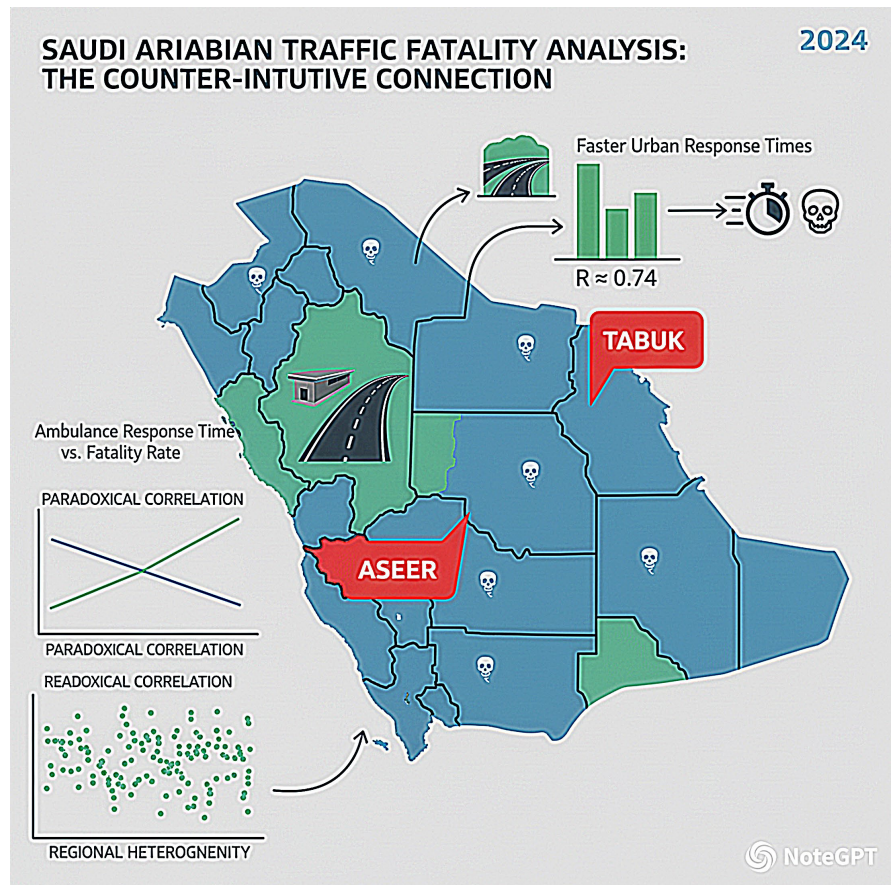 SAUDI ARIABIAN TRAFFIC FATALITY ANALYSIS:
THE COUNTER-INTUTIVE CONNECTION
2024
Faster Urban Response Times
R ≈ 0.74
TABUK
Ambulance Response Time
vs. Fatality Rate
PARADOXICAL CORRELATION
ASEER
PARADOXICAL CORRELATION
READOXICAL CORRELATION
REGIONAL HETEROGNENITY
NoteGPT